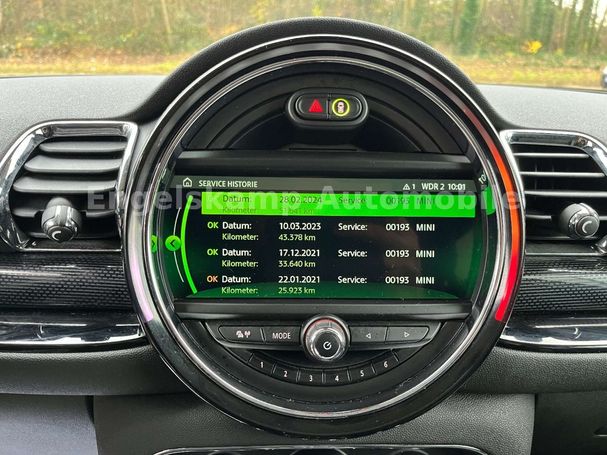 SERVICE HISTORIE 1 WDR 2 10:01
Datum: 28.02.2024 Service: 00193 MINI
Kilometer:
OK Datum: 10.03.2023 Service: 00193 MINI
Kilometer: 43.378 km
OK Datum: 17.12.2021 Service: 00193 MINI
Kilometer: 33.640 km
OK Datum: 22.01.2021 Service: 00193 MINI
Kilometer: 25.923 km
Engelskamp Automobile
MODE
1 2 3 4 5 6